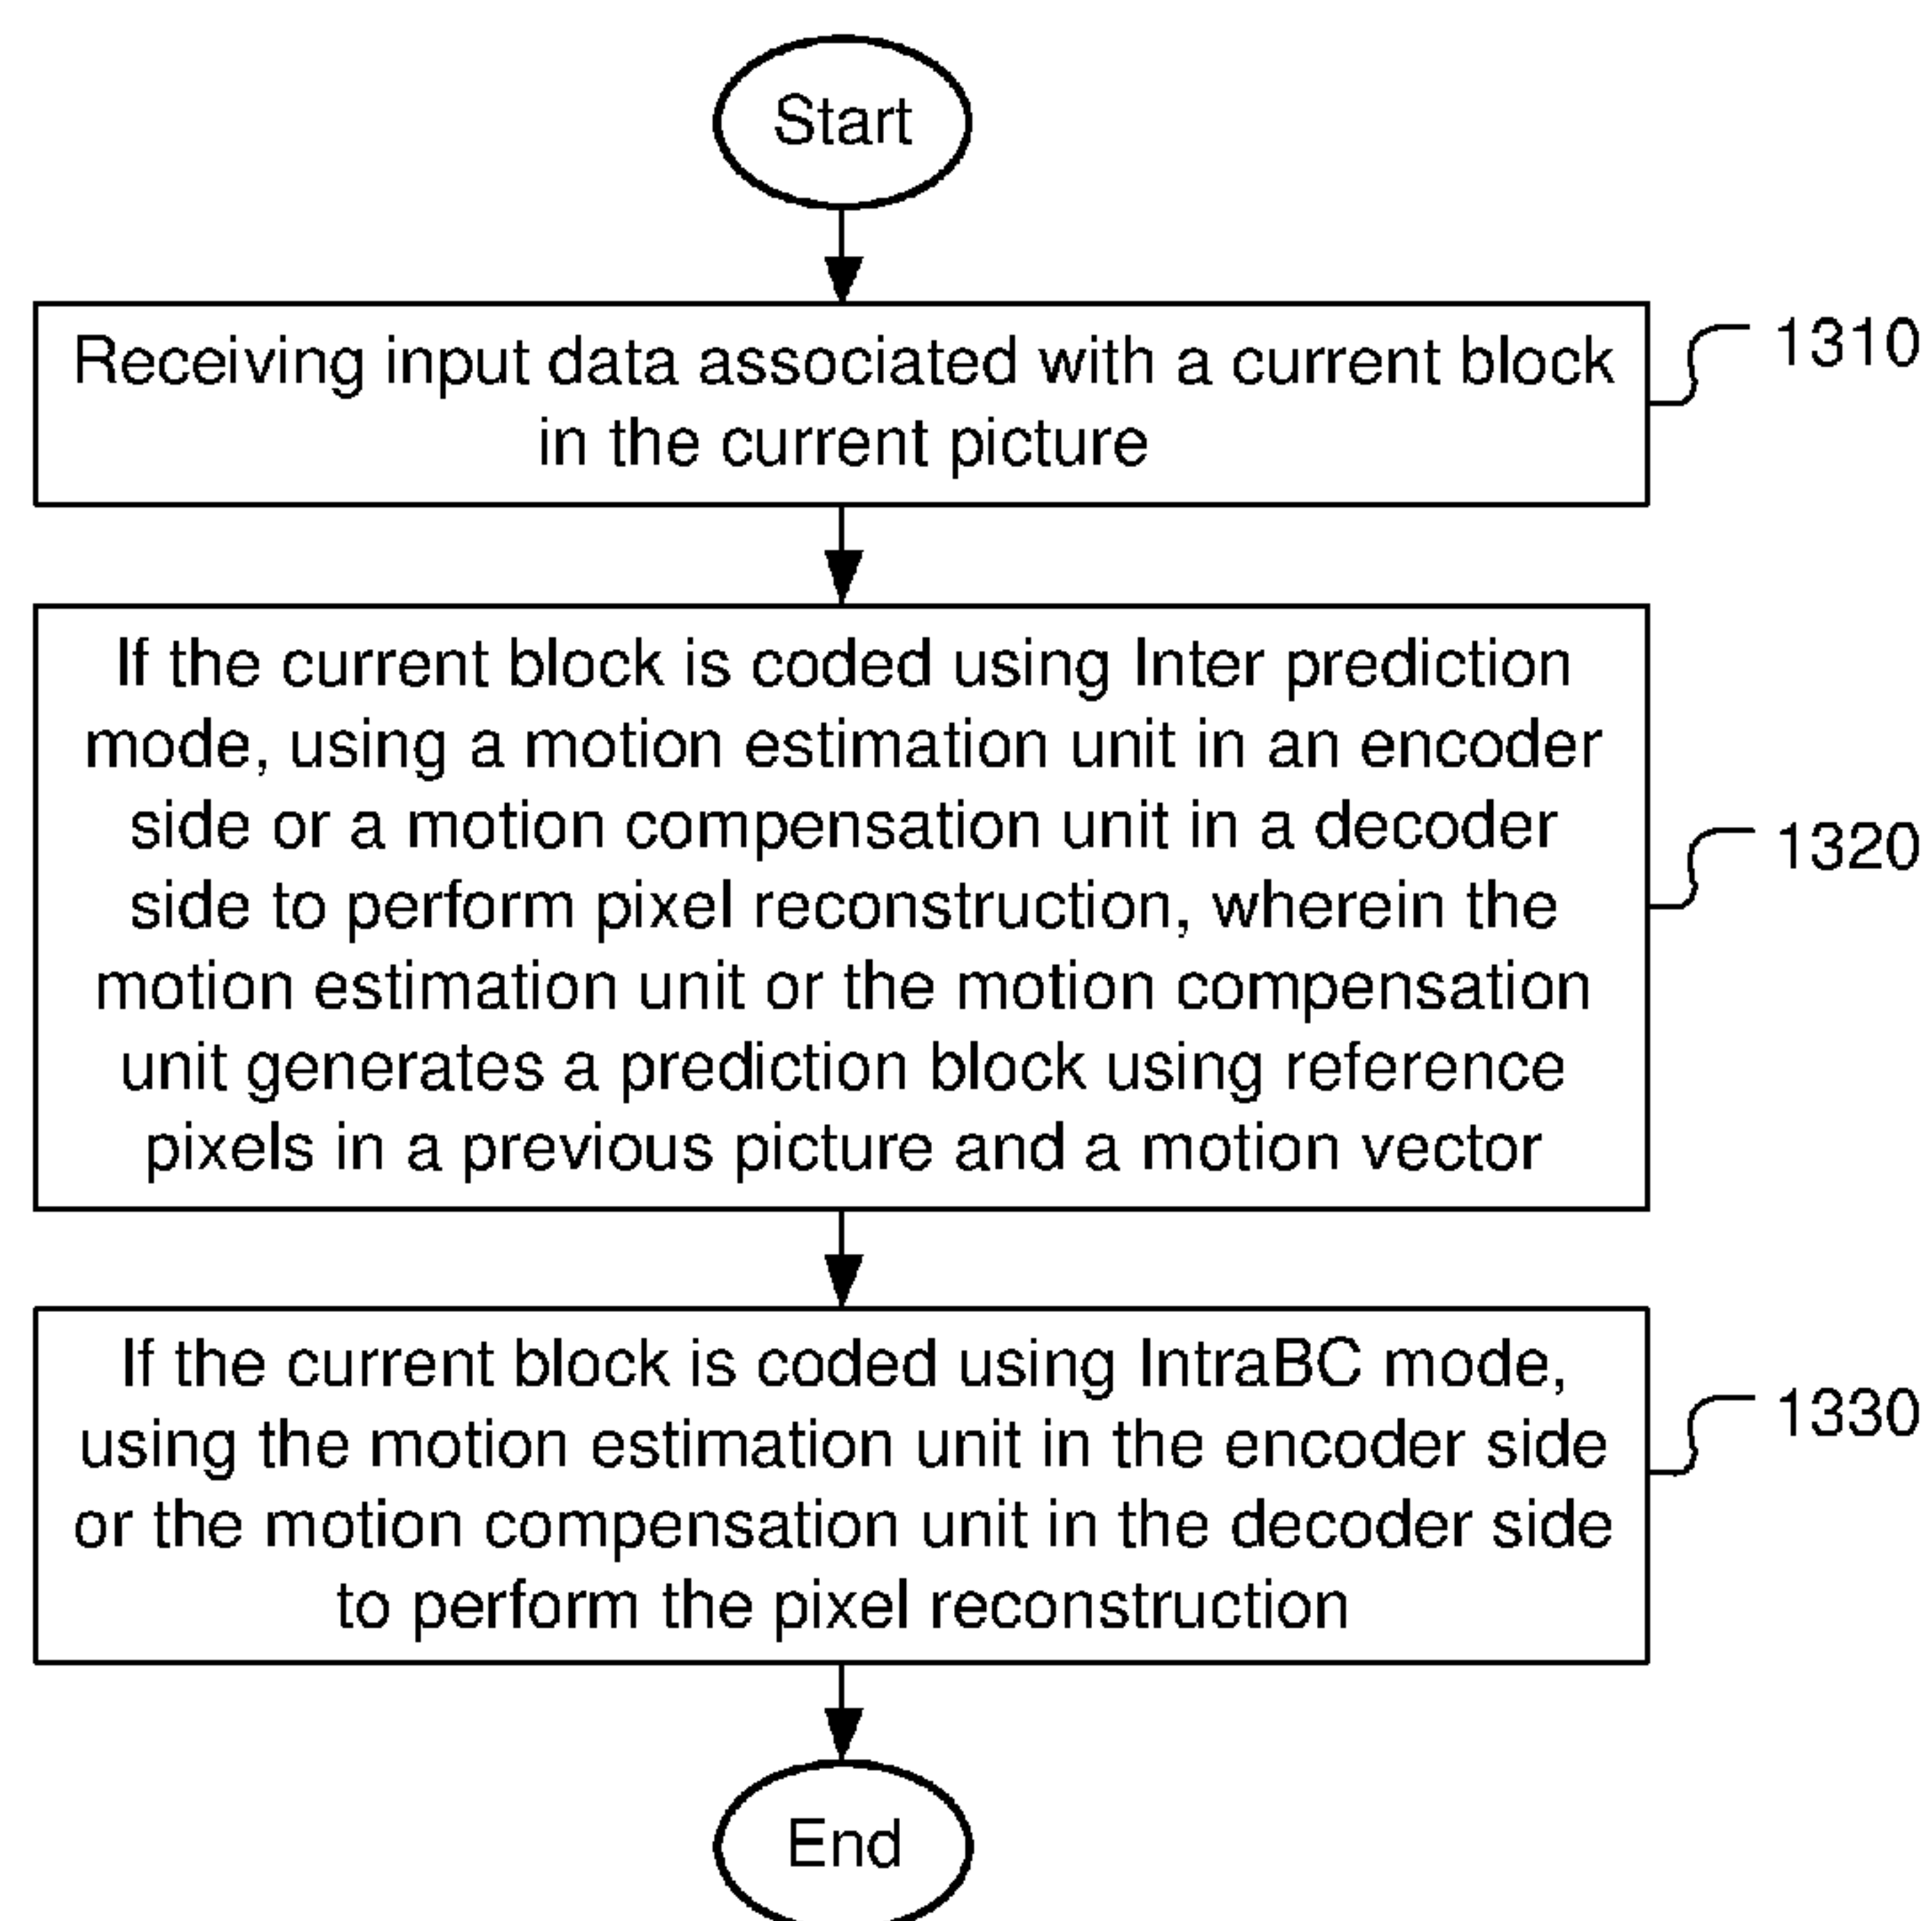 Start
Receiving input data associated with a current block
in the current picture
1310
If the current block is coded using Inter prediction
mode, using a motion estimation unit in an encoder
side or a motion compensation unit in a decoder
side to perform pixel reconstruction, wherein the
motion estimation unit or the motion compensation
unit generates a prediction block using reference
pixels in a previous picture and a motion vector
1320
If the current block is coded using IntraBC mode,
using the motion estimation unit in the encoder side
or the motion compensation unit in the decoder side
to perform the pixel reconstruction
1330
End